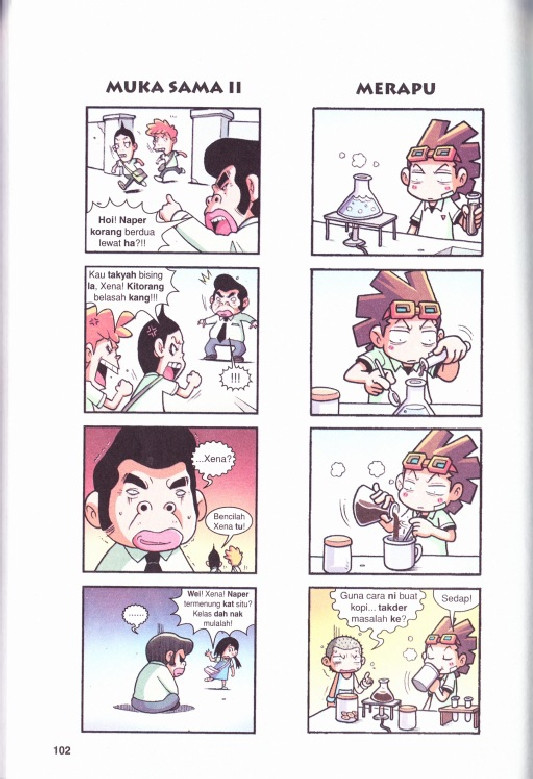 MUKA SAMA II
Hoi! Naper
korang berdua
lewat ha?!!
Kau takyah bising
la, Xena! Kitorang
belasah kang!!!
!!!
...Xena?
Bencilah
Xena tu!
......
Weii! Xena! Naper
termenung kat situ?
Kelas dah nak
mulalah!
MERAPU
Guna cara ni buat
kopi... takder
masalah ke?
Sedap!
102